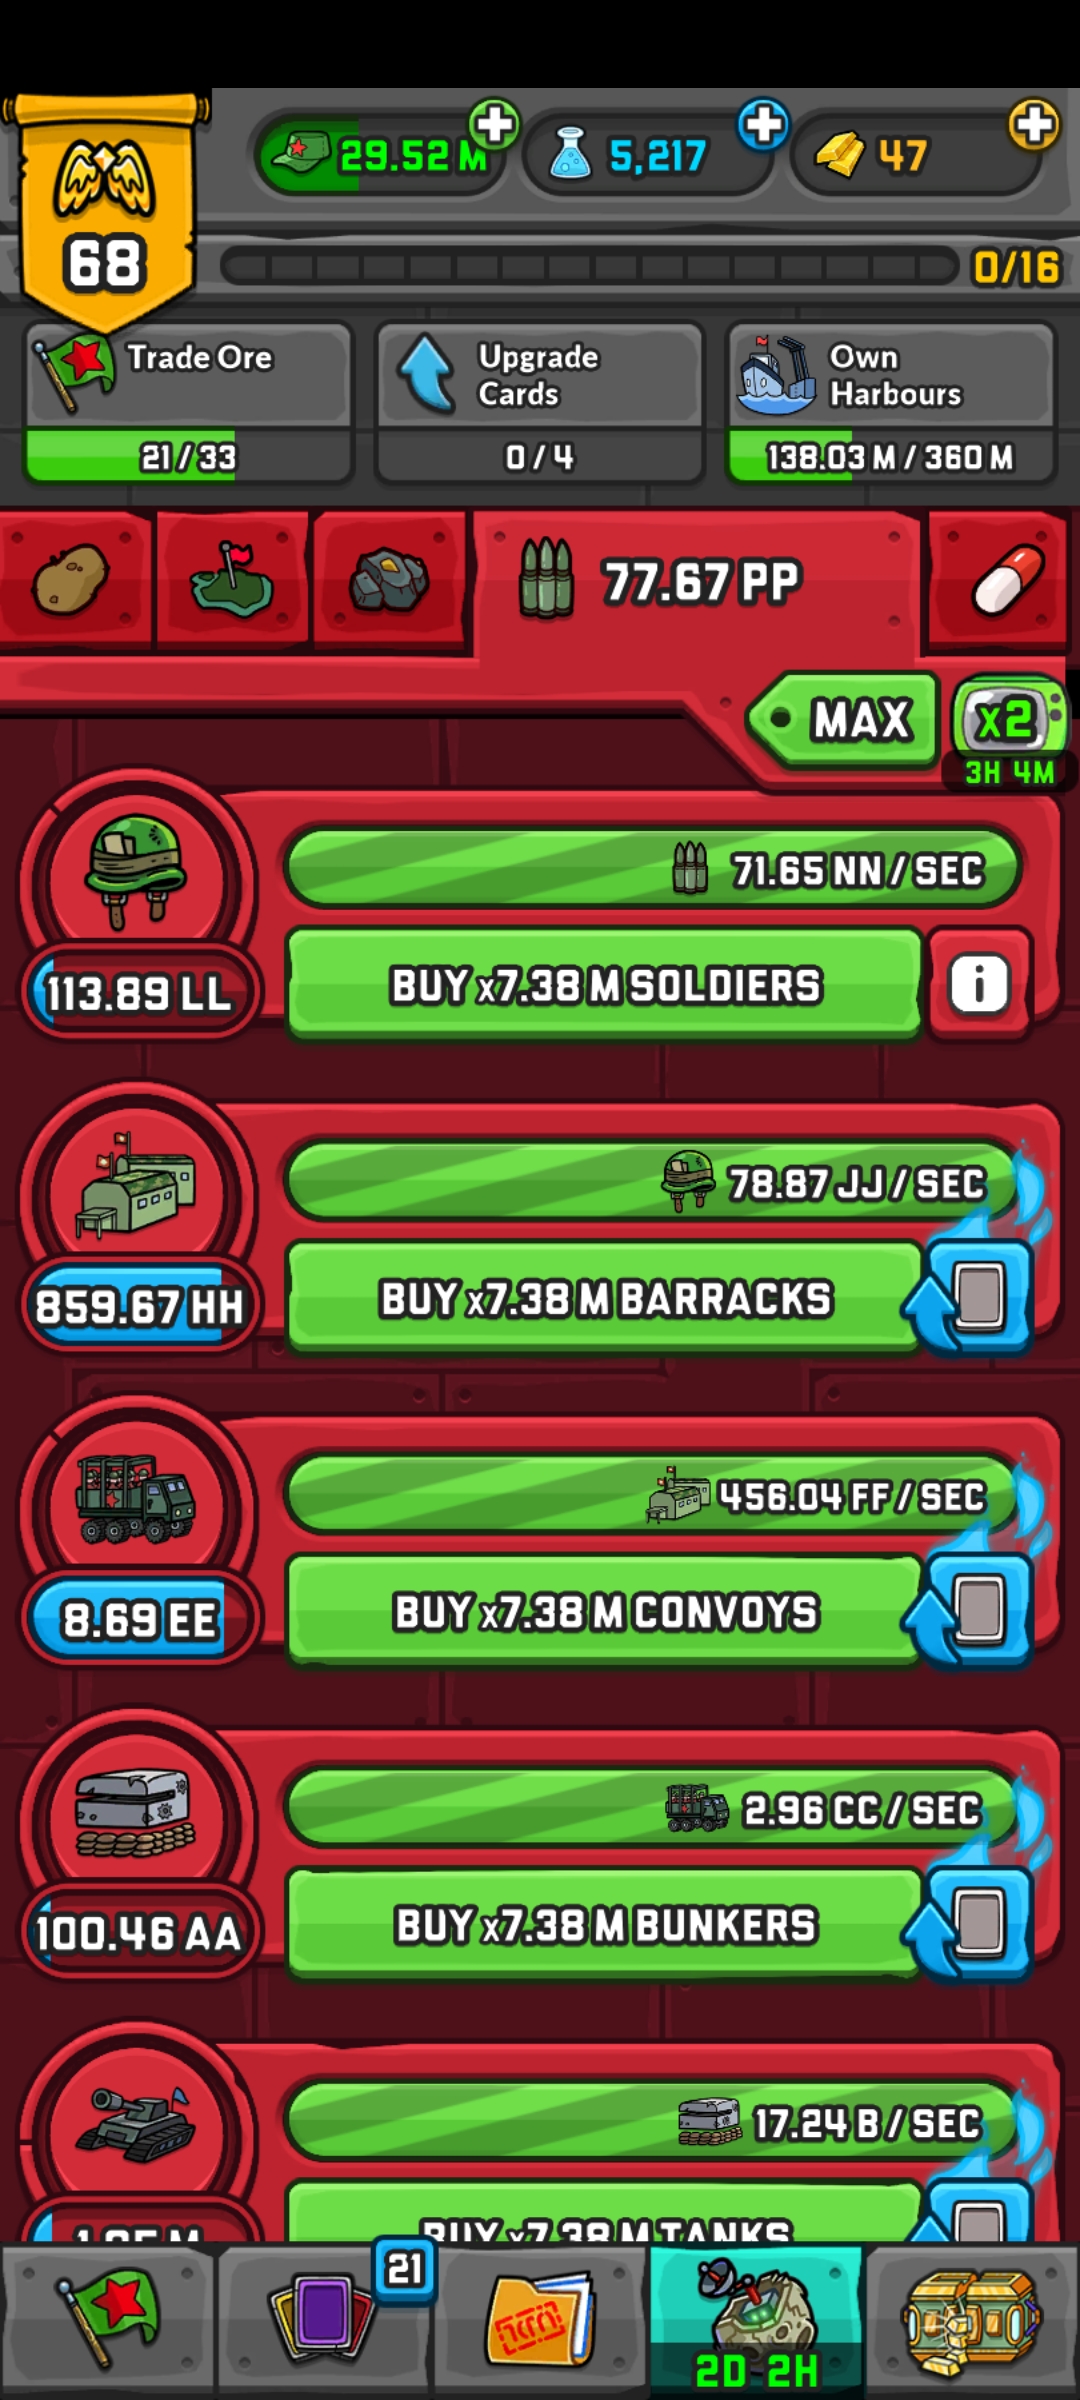 29.52 M
5,217
47
68
0/16
Trade Ore
21/33
Upgrade
Cards
0/4
Own
Harbours
138.03 M / 360 M
77.67 PP
MAX
x2
3H 4M
71.65 NN / SEC
113.89 LL
BUY x7.38 M SOLDIERS
i
78.87 JJ / SEC
859.67 HH
BUY x7.38 M BARRACKS
456.04 FF / SEC
8.69 EE
BUY x7.38 M CONVOYS
2.96 CC / SEC
100.46 AA
BUY x7.38 M BUNKERS
17.24 B / SEC
BUY x7.38 M TANKS
21
2D 2H